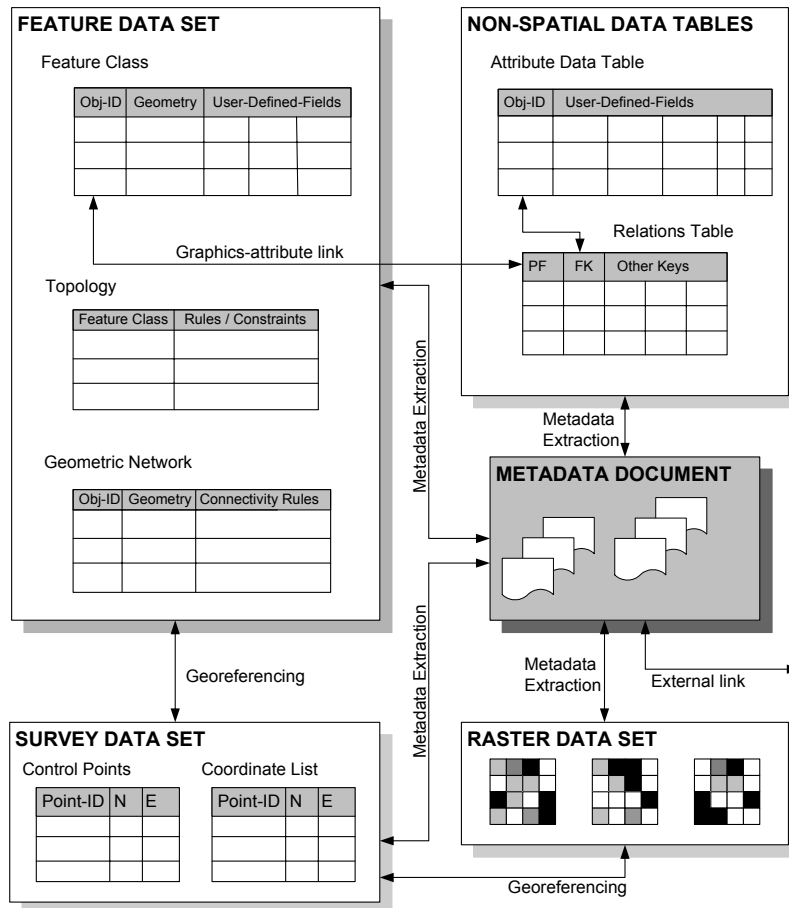 FEATURE DATA SET
Feature Class
Obj-ID Geometry User-Defined-Fields
Graphics-attribute link
Topology
Feature Class Rules / Constraints
Geometric Network
Obj-ID Geometry Connectivity Rules
NON-SPATIAL DATA TABLES
Attribute Data Table
Obj-ID User-Defined-Fields
Relations Table
PF FK Other Keys
Metadata Extraction
Metadata
Extraction
METADATA DOCUMENT
Metadata Extraction
Metadata
Extraction
External link
Georeferencing
SURVEY DATA SET
Control Points
Point-ID N E
Coordinate List
Point-ID N E
RASTER DATA SET
Georeferencing